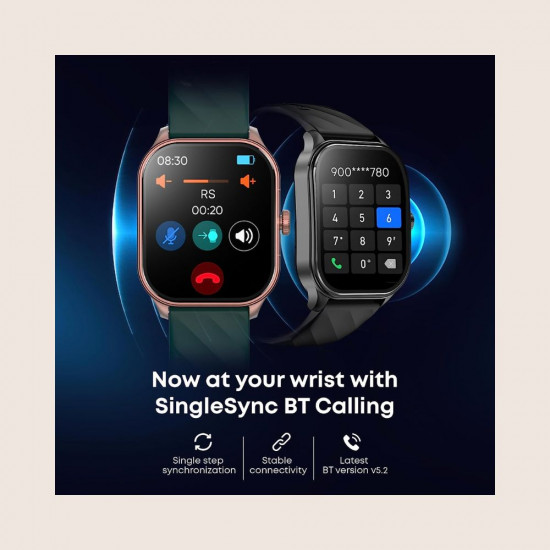 08:30
RS
00:20
900****780
1 2 3
4 5 6
7* 8 9'
0"
Now at your wrist with
SingleSync BT Calling
Single step
synchronization
Stable
connectivity
Latest
BT version v5.2